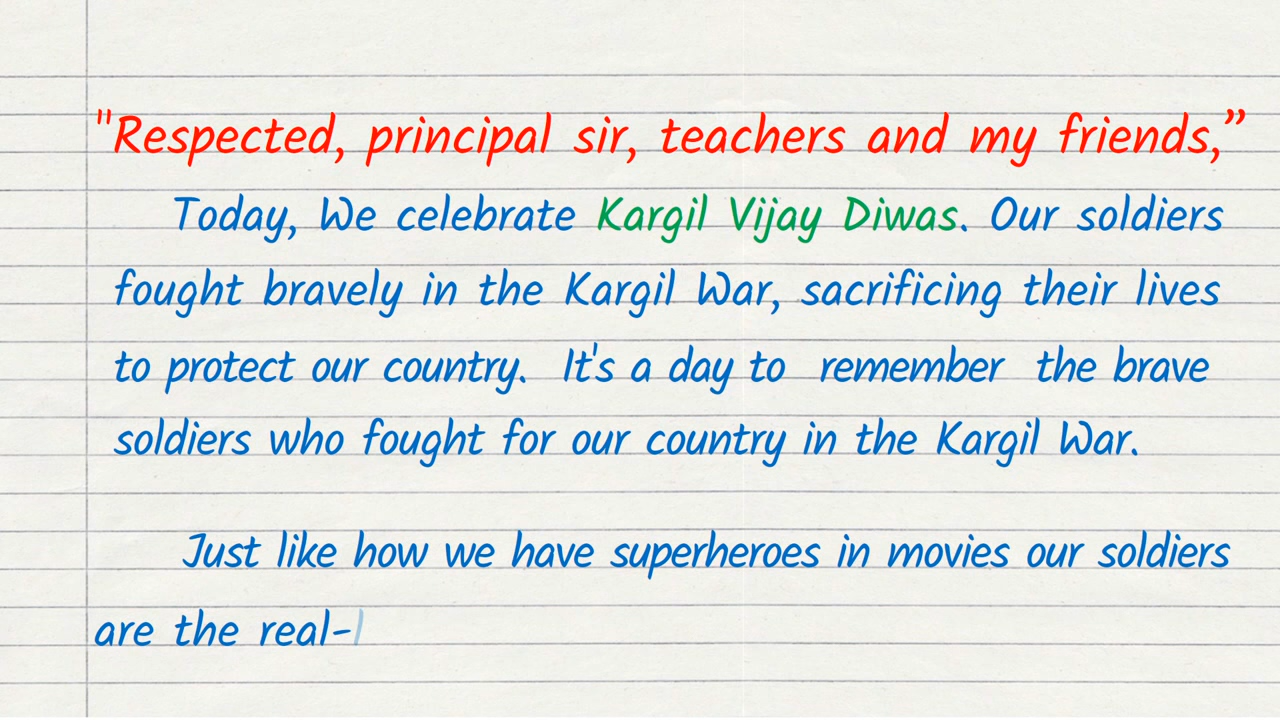 "Respected, principal sir, teachers and my friends,”
Today, We celebrate Kargil Vijay Diwas. Our soldiers
fought bravely in the Kargil War, sacrificing their lives
to protect our country. It's a day to remember the brave
soldiers who fought for our country in the Kargil War.
Just like how we have superheroes in movies our soldiers
are the real-l